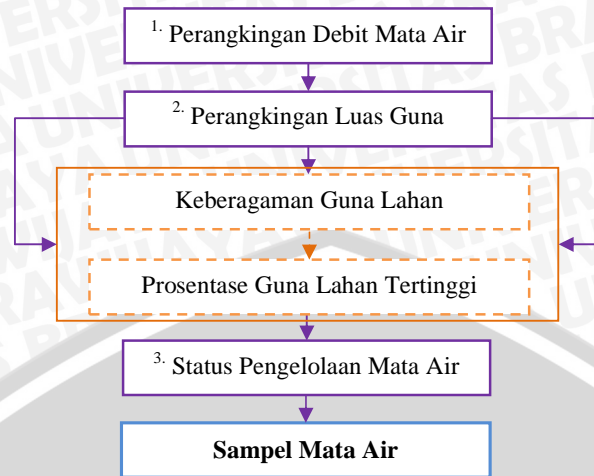 1. Perangkingan Debit Mata Air
2. Perangkingan Luas Guna
Keberagaman Guna Lahan
Prosentase Guna Lahan Tertinggi
3. Status Pengelolaan Mata Air
Sampel Mata Air